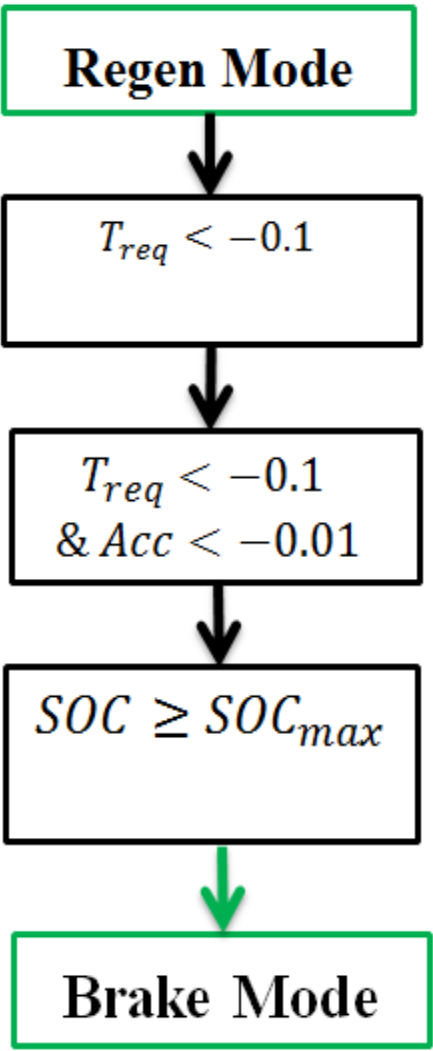 Regen Mode
T_req < −0.1
T_req < −0.1
& Acc < −0.01
SOC ≥ SOC_max
Brake Mode